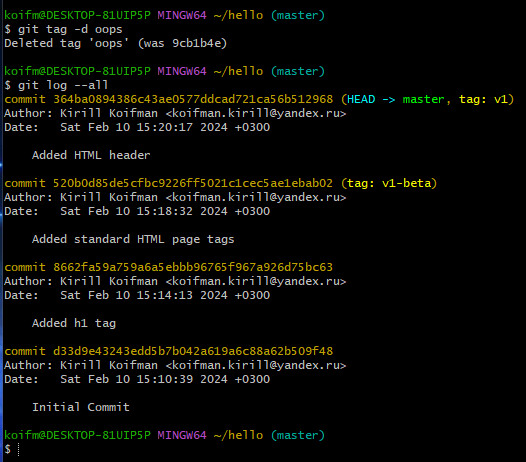 koifm@DESKTOP-81UIP5P MINGW64 ~/hello (master)
$ git tag -d oops
Deleted tag 'oops' (was 9cb1b4e)
koifm@DESKTOP-81UIP5P MINGW64 ~/hello (master)
$ git log --all
commit 364ba0894386c43ae0577ddcad721ca56b512968 (HEAD -> master, tag: v1)
Author: Kirill Koifman <koifman.kirill@yandex.ru>
Date:   Sat Feb 10 15:20:17 2024 +0300
    Added HTML header
commit 520b0d85de5cfbc9226ff5021c1cec5ae1ebab02 (tag: v1-beta)
Author: Kirill Koifman <koifman.kirill@yandex.ru>
Date:   Sat Feb 10 15:18:32 2024 +0300
    Added standard HTML page tags
commit 8662fa59a759a6a5ebbb96765f967a926d75bc63
Author: Kirill Koifman <koifman.kirill@yandex.ru>
Date:   Sat Feb 10 15:14:13 2024 +0300
    Added h1 tag
commit d33d9e43243edd5b7b042a619a6c88a62b509f48
Author: Kirill Koifman <koifman.kirill@yandex.ru>
Date:   Sat Feb 10 15:10:39 2024 +0300
    Initial Commit
koifm@DESKTOP-81UIP5P MINGW64 ~/hello (master)
$